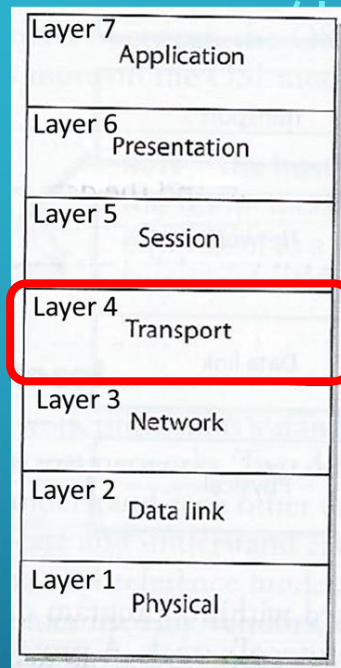 Layer 7
Application
Layer 6
Presentation
Layer 5
Session
Layer 4
Transport
Layer 3
Network
Layer 2
Data link
Layer 1
Physical